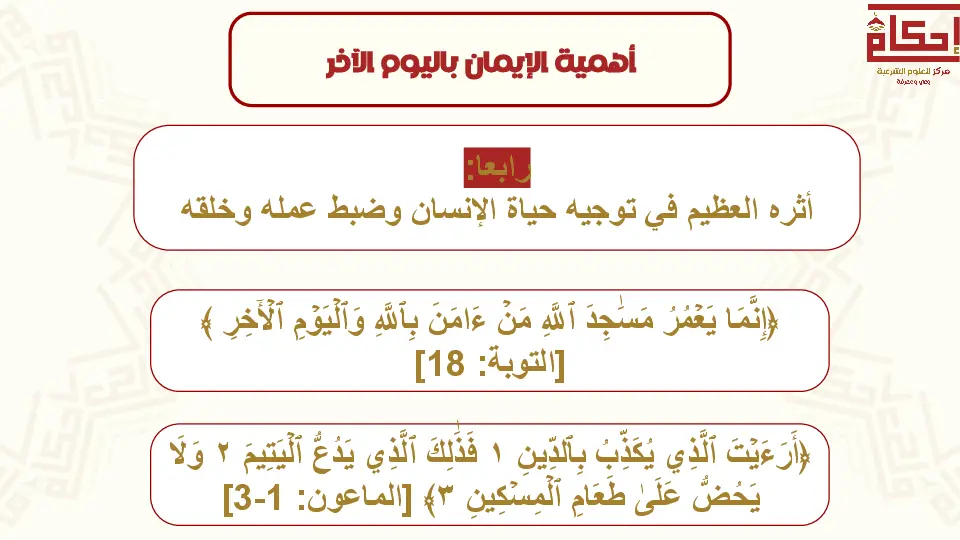 إحكام
مركز للعلوم الشرعية
وعي ومعرفة
أهمية الإيمان باليوم الآخر
رابعا:
أثره العظيم في توجيه حياة الإنسان وضبط عمله وخلقه
﴿إِنَّمَا يَعۡمُرُ مَسَٰجِدَ ٱللَّهِ مَنۡ ءَامَنَ بِٱللَّهِ وَٱلۡيَوۡمِ ٱلۡأٓخِرِ ﴾
[التوبة: 18]
﴿أَرَءَيۡتَ ٱلَّذِي يُكَذِّبُ بِٱلدِّينِ ١ فَذَٰلِكَ ٱلَّذِي يَدُعُّ ٱلۡيَتِيمَ ٢ وَلَا
يَحُضُّ عَلَىٰ طَعَامِ ٱلۡمِسۡكِينِ ٣﴾ [الماعون: 1-3]